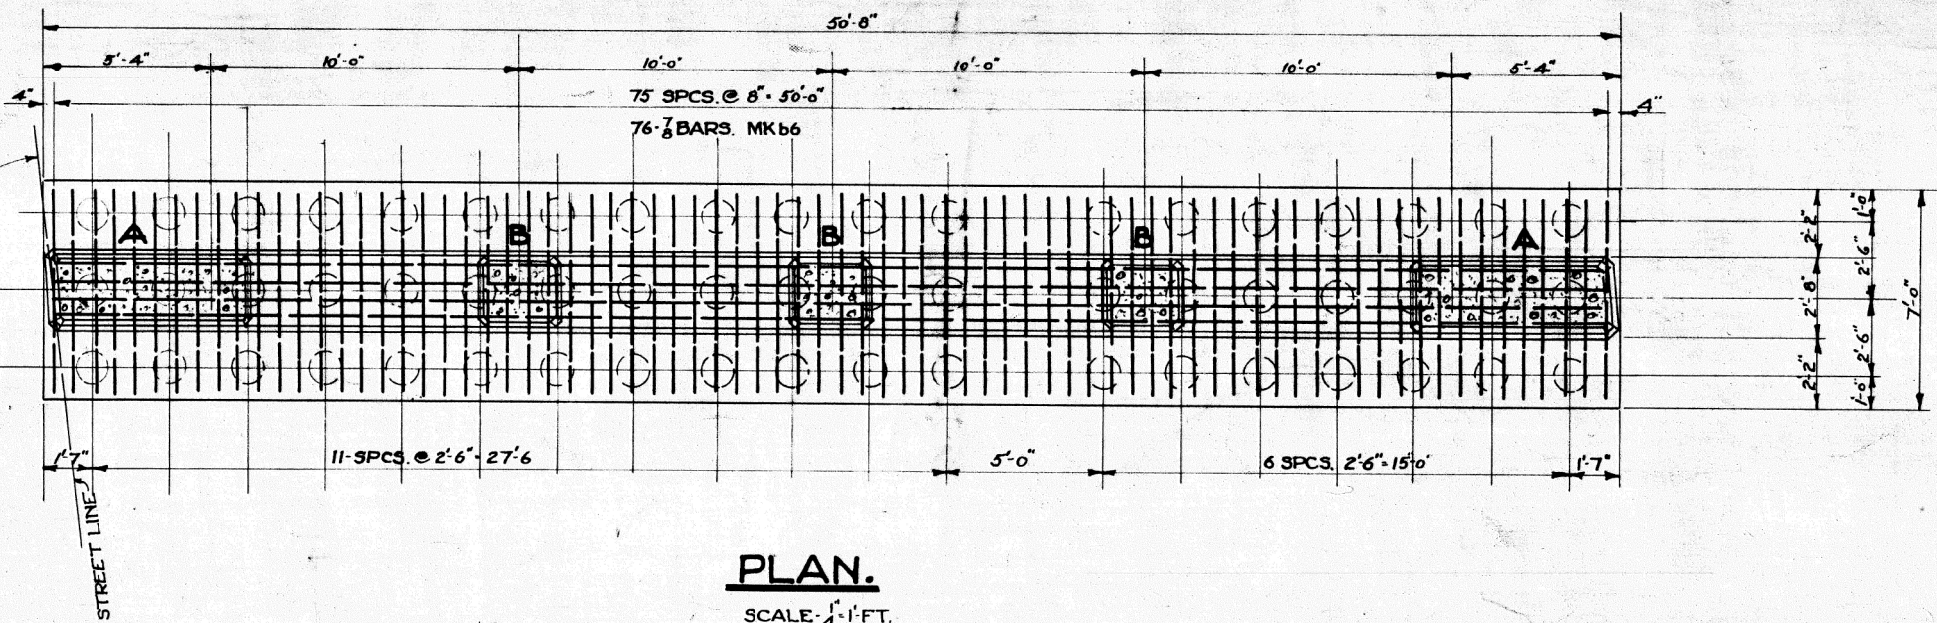 50'-8"
5'-4" 10'-0" 10'-0" 10'-0" 10'-0" 5'-4"
4" 75 SPCS. @ 8" = 50'-0" 4"
76-7/8 BARS. MK b6
A B B B A
2'-2" 2'-8" 2'-2"
1'-0" 2'-6" 2'-6" 1'-0"
7'-0"
1'-7" 11-SPCS. @ 2'-6" = 27'-6 5'-0" 6 SPCS. 2'-6" = 15'-0" 1'-7"
STREET LINE
PLAN.
SCALE-1/4"=1'-FT.